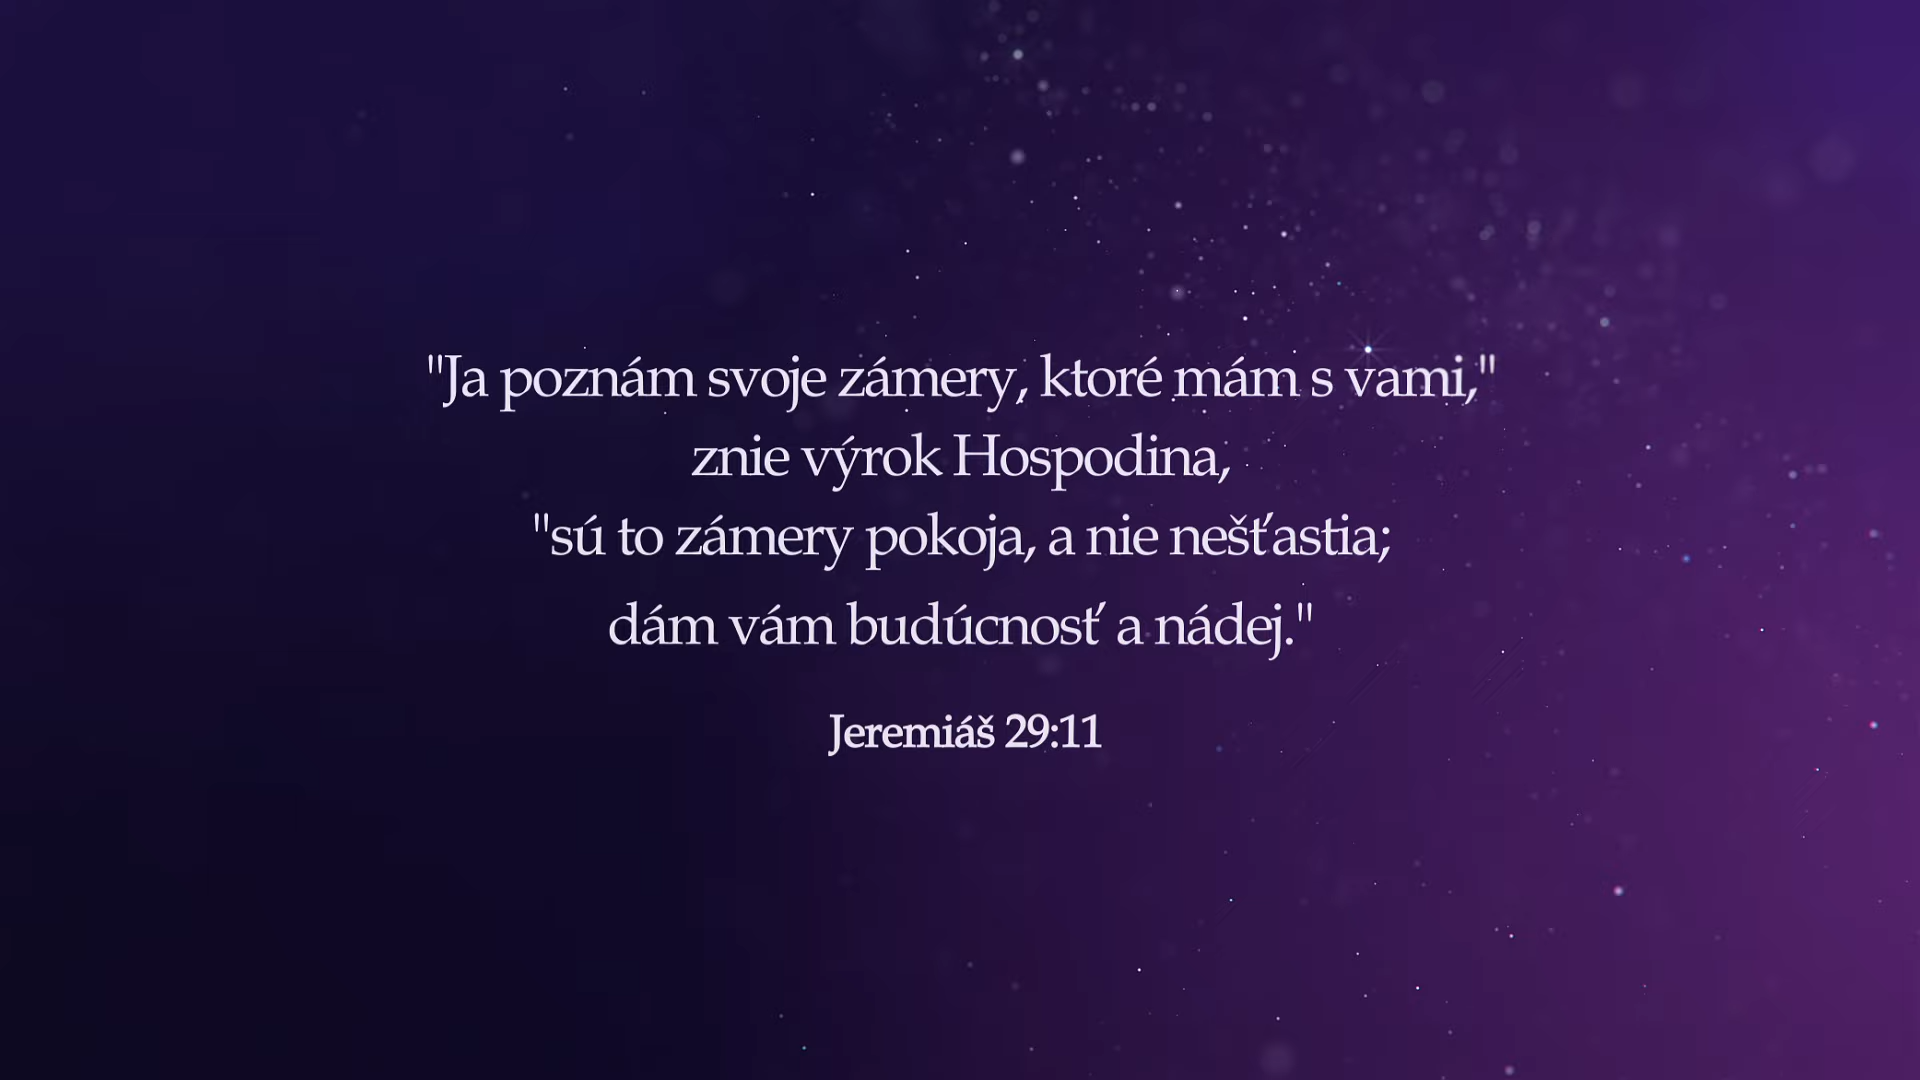 "Ja poznám svoje zámery, ktoré mám s vami,"
znie výrok Hospodina,
"sú to zámery pokoja, a nie nešťastia;
dám vám budúcnosť a nádej."
Jeremiáš 29:11